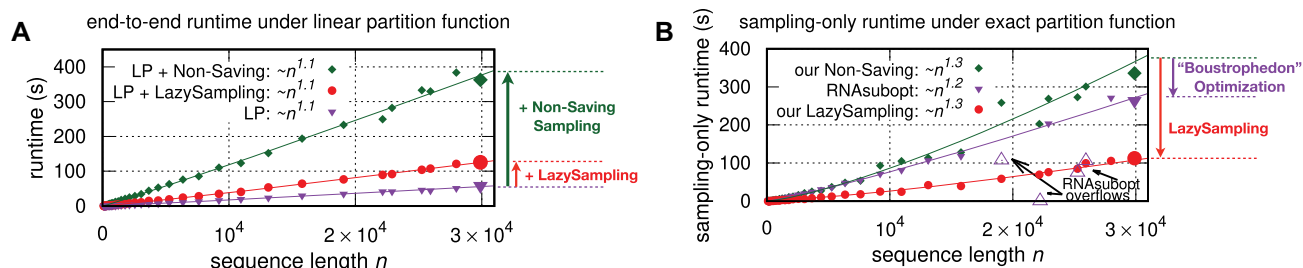 A
end-to-end runtime under linear partition function
runtime (s)
400
300
200
100
0
LP + Non-Saving: ~n^1.1
LP + LazySampling: ~n^1.1
LP: ~n^1.1
0
10^4
2 × 10^4
3 × 10^4
sequence length n
+ Non-Saving
Sampling
+ LazySampling
B
sampling-only runtime under exact partition function
sampling-only runtime (s)
400
300
200
100
0
our Non-Saving: ~n^1.3
RNAsubopt: ~n^1.2
our LazySampling: ~n^1.3
RNAsubopt
overflows
0
10^4
2 × 10^4
3 × 10^4
sequence length n
“Boustrophedon”
Optimization
LazySampling